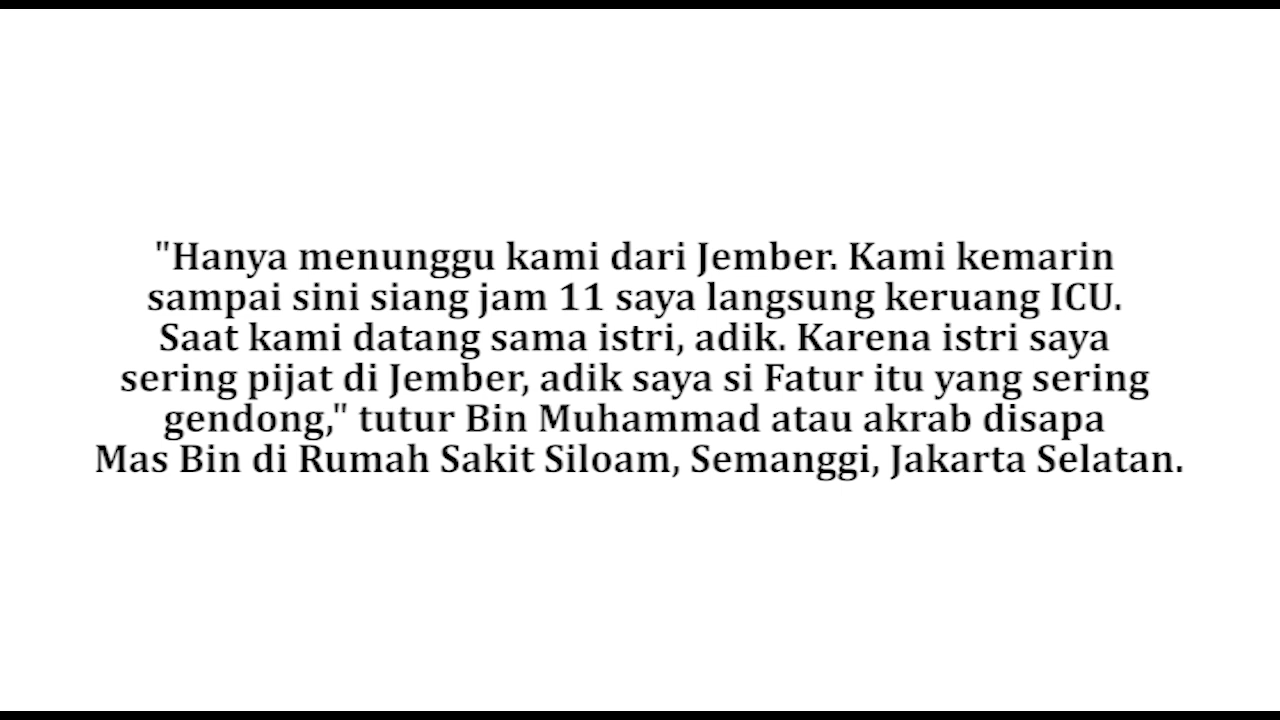 "Hanya menunggu kami dari Jember. Kami kemarin
sampai sini siang jam 11 saya langsung keruang ICU.
Saat kami datang sama istri, adik. Karena istri saya
sering pijat di Jember, adik saya si Fatur itu yang sering
gendong," tutur Bin Muhammad atau akrab disapa
Mas Bin di Rumah Sakit Siloam, Semanggi, Jakarta Selatan.